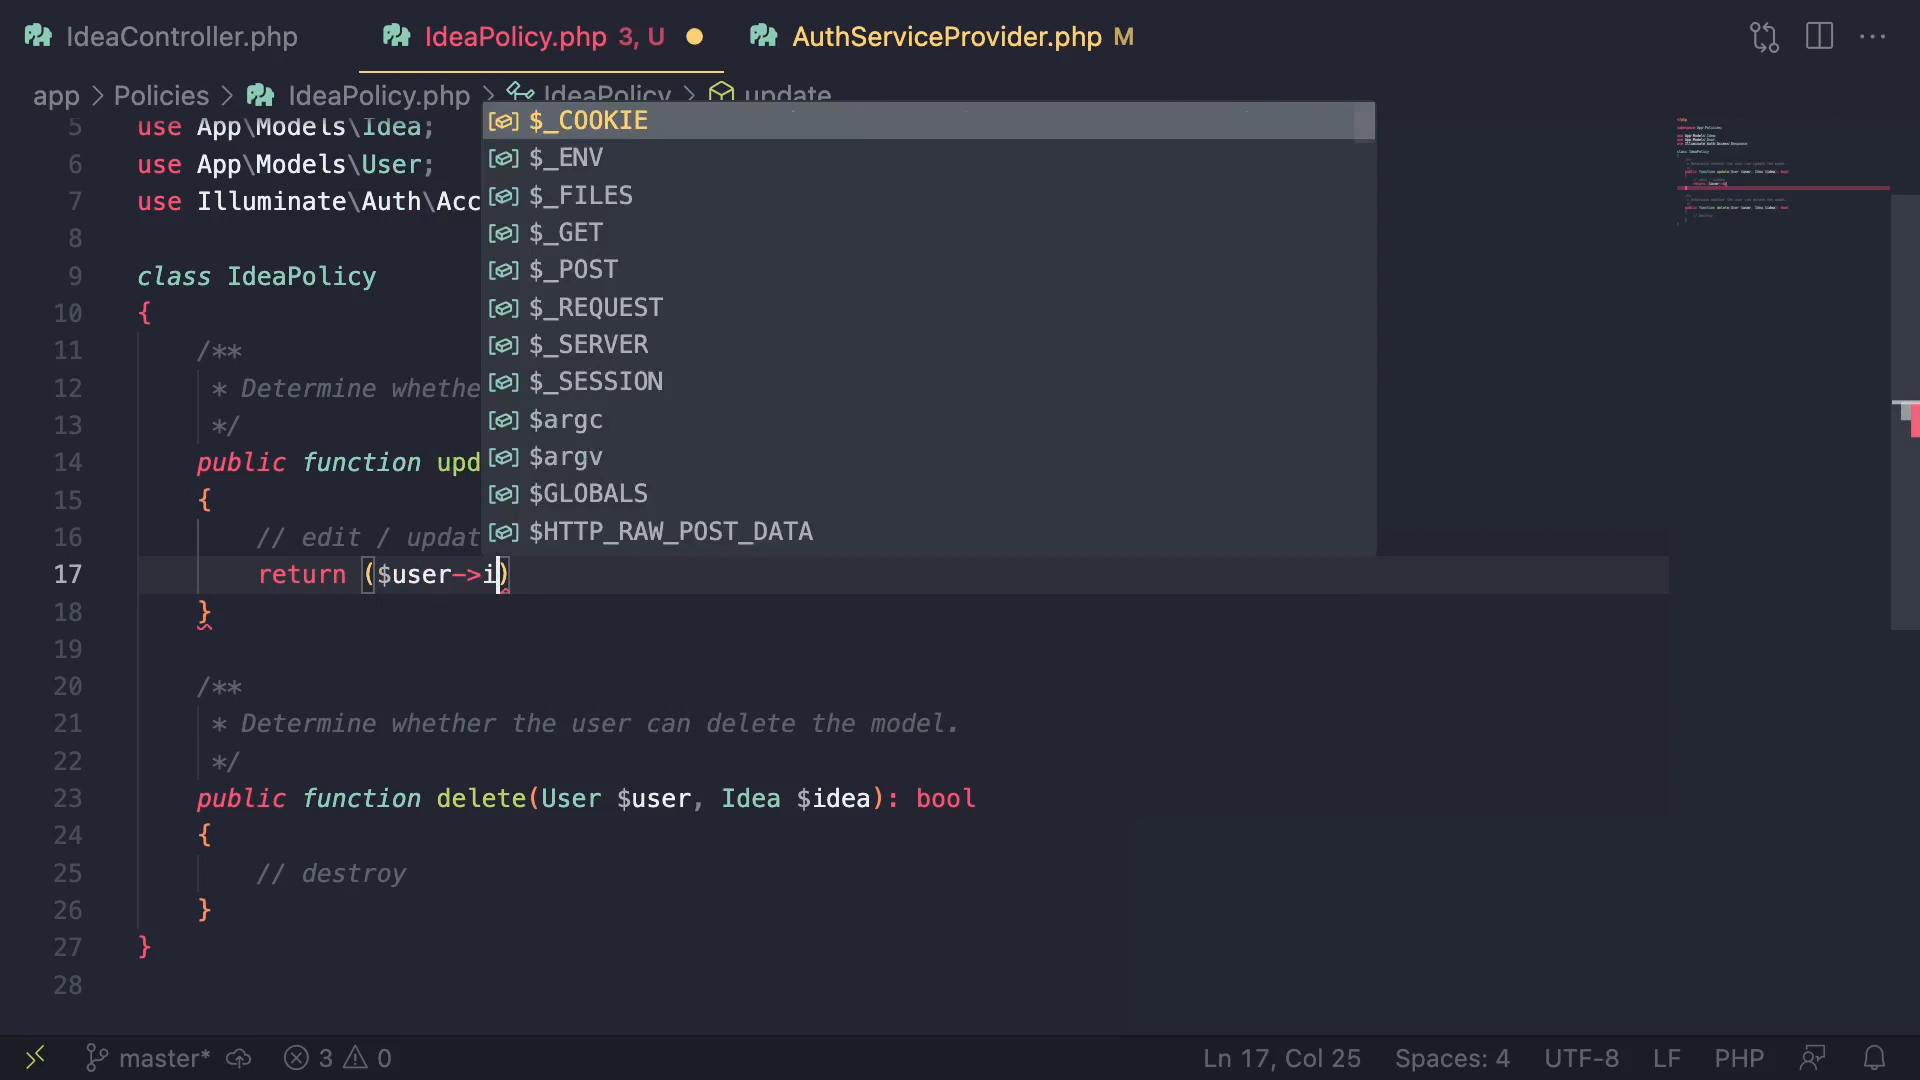 IdeaController.php IdeaPolicy.php 3, U AuthServiceProvider.php M
app > Policies > IdeaPolicy.php > IdeaPolicy > update
5 use App\Models\Idea;
6 use App\Models\User;
7 use Illuminate\Auth\Acc
8
9 class IdeaPolicy
10 {
11 /**
12 * Determine whethe
13 */
14 public function upd
15 {
16 // edit / updat
17 return ($user->i)
18 }
19
20 /**
21 * Determine whether the user can delete the model.
22 */
23 public function delete(User $user, Idea $idea): bool
24 {
25 // destroy
26 }
27 }
28
$_COOKIE
$_ENV
$_FILES
$_GET
$_POST
$_REQUEST
$_SERVER
$_SESSION
$argc
$argv
$GLOBALS
$HTTP_RAW_POST_DATA
master* 3 0 Ln 17, Col 25 Spaces: 4 UTF-8 LF PHP